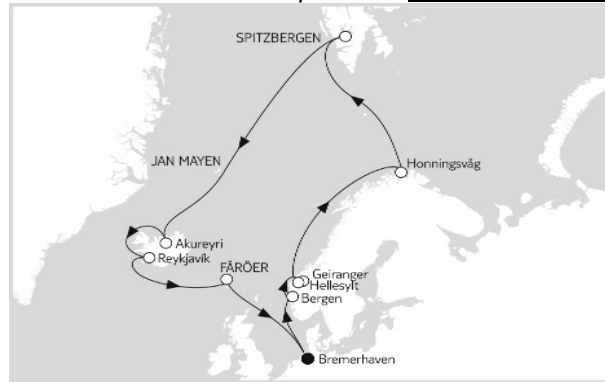 SPITZBERGEN
JAN MAYEN
Honningsvåg
Akureyri
Reykjavík
FÄRÖER
Geiranger
Hellesylt
Bergen
Bremerhaven